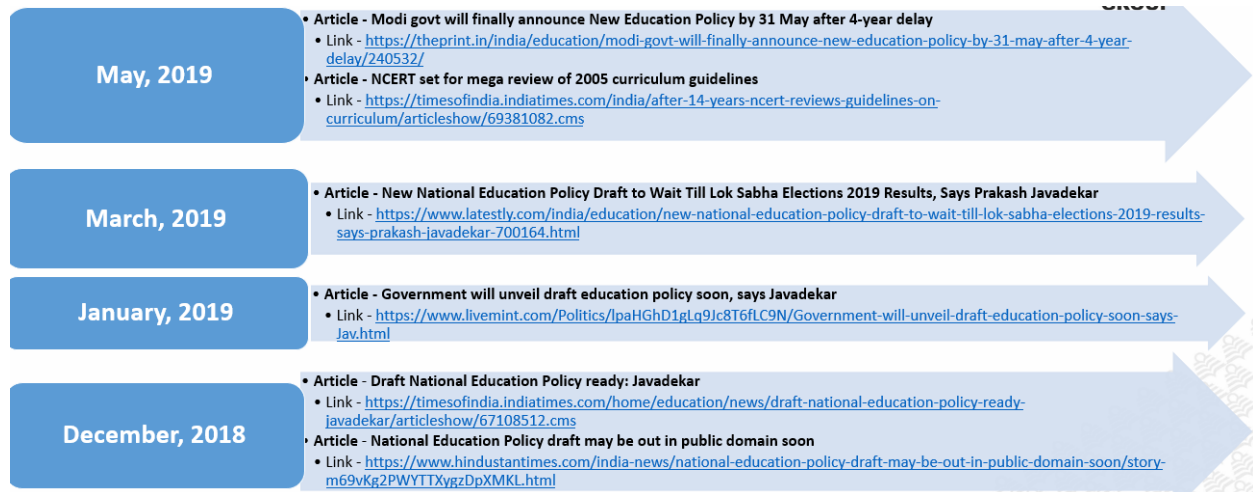 May, 2019
• Article - Modi govt will finally announce New Education Policy by 31 May after 4-year delay
• Link - https://theprint.in/india/education/modi-govt-will-finally-announce-new-education-policy-by-31-may-after-4-year-
delay/240532/
• Article - NCERT set for mega review of 2005 curriculum guidelines
• Link - https://timesofindia.indiatimes.com/india/after-14-years-ncert-reviews-guidelines-on-
curriculum/articleshow/69381082.cms
March, 2019
• Article - New National Education Policy Draft to Wait Till Lok Sabha Elections 2019 Results, Says Prakash Javadekar
• Link - https://www.latestly.com/india/education/new-national-education-policy-draft-to-wait-till-lok-sabha-elections-2019-results-
says-prakash-javadekar-700164.html
January, 2019
• Article - Government will unveil draft education policy soon, says Javadekar
• Link - https://www.livemint.com/Politics/lpaHGhD1gLq9Jc8T6fLC9N/Government-will-unveil-draft-education-policy-soon-says-
Jav.html
December, 2018
• Article - Draft National Education Policy ready: Javadekar
• Link - https://timesofindia.indiatimes.com/home/education/news/draft-national-education-policy-ready-
javadekar/articleshow/67108512.cms
• Article - National Education Policy draft may be out in public domain soon
• Link - https://www.hindustantimes.com/india-news/national-education-policy-draft-may-be-out-in-public-domain-soon/story-
m69vKg2PWYTTXygzDpXMKL.html